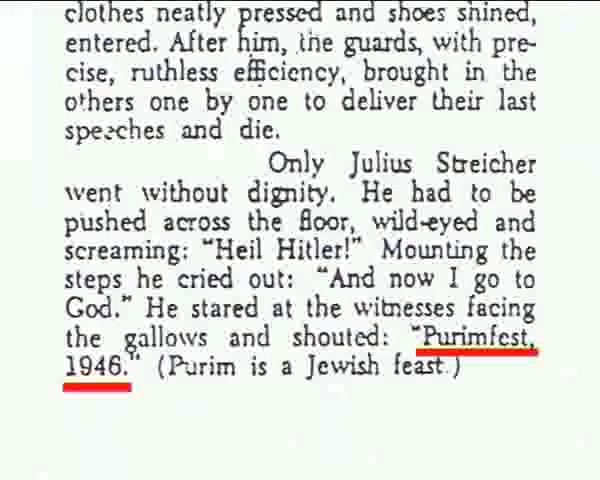 clothes neatly pressed and shoes shined,
entered. After him, the guards, with pre-
cise, ruthless efficiency, brought in the
others one by one to deliver their last
speeches and die.
Only Julius Streicher
went without dignity. He had to be
pushed across the floor, wild-eyed and
screaming: "Heil Hitler!" Mounting the
steps he cried out: "And now I go to
God." He stared at the witnesses facing
the gallows and shouted: "Purimfest,
1946." (Purim is a Jewish feast.)